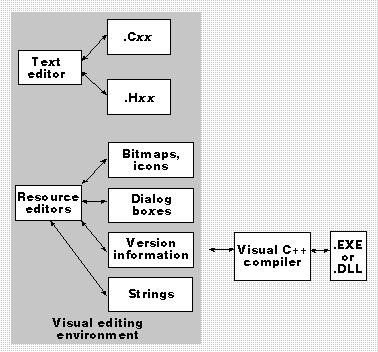 .Cxx
Text
editor
.Hxx
Bitmaps,
icons
Resource
editors
Dialog
boxes
Version
information
Strings
Visual editing
environment
Visual C++
compiler
.EXE
or
.DLL